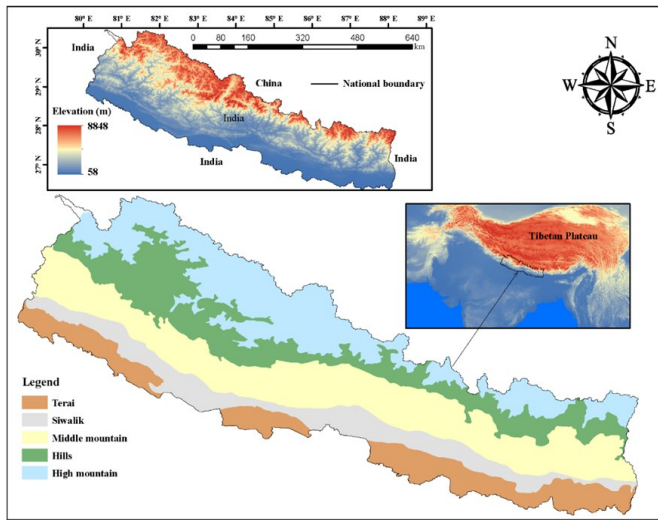 80° E 81° E 82° E 83° E 84° E 85° E 86° E 87° E 88° E 89° E
30° N
29° N
28° N
27° N
India
0 80 160 320 480 640
km
China
National boundary
Elevation (m)
8848
58
India
India
India
N
W E
S
Tibetan Plateau
Legend
Terai
Siwalik
Middle mountain
Hills
High mountain